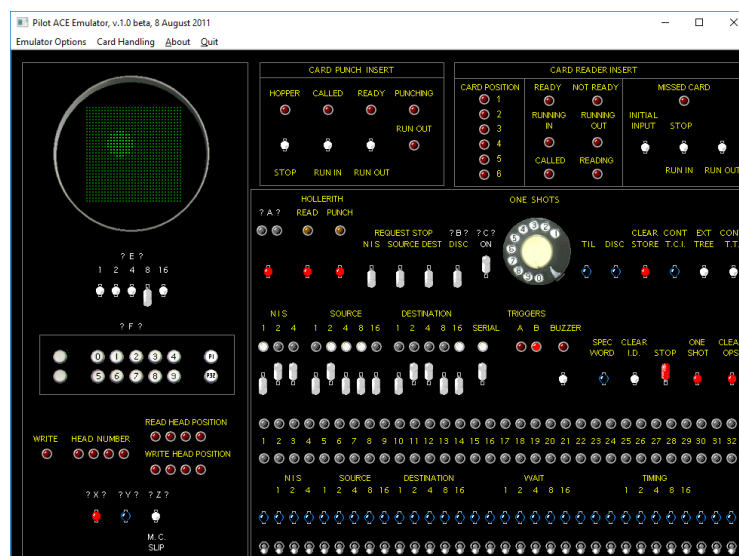 Pilot ACE Emulator, v.1.0 beta, 8 August 2011
Emulator Options Card Handling About Quit
CARD PUNCH INSERT
HOPPER CALLED READY PUNCHING
RUN OUT
STOP RUN IN RUN OUT
CARD READER INSERT
CARD POSITION READY NOT READY MISSED CARD
1
2
3
4
5
6
RUNNING IN RUNNING OUT INITIAL INPUT STOP
CALLED READING
RUN IN RUN OUT
HOLLERITH
? A ? READ PUNCH
ONE SHOTS
REQUEST STOP ? B ? ? C ?
N I S SOURCE DEST DISC ON
TIL DISC CLEAR STORE CONT T.C.I. EXT TREE CONT T.T.
? E ?
1 2 4 8 16
N I S SOURCE DESTINATION TRIGGERS
1 2 4 1 2 4 8 16 1 2 4 8 16 SERIAL A B BUZZER
SPEC WORD CLEAR I.D. STOP ONE SHOT CLEA OPS
? F ?
0 1 2 3 4 P1
5 6 7 8 9 P32
READ HEAD POSITION
WRITE HEAD NUMBER
WRITE HEAD POSITION
1 2 3 4 5 6 7 8 9 10 11 12 13 14 15 16 17 18 19 20 21 22 23 24 25 26 27 28 29 30 31 32
N I S SOURCE DESTINATION WAIT TIMING
1 2 4 1 2 4 8 16 1 2 4 8 16 1 2 4 8 16 1 2 4 8 16
? X ? ? Y ? ? Z ?
M. C.
SLIP